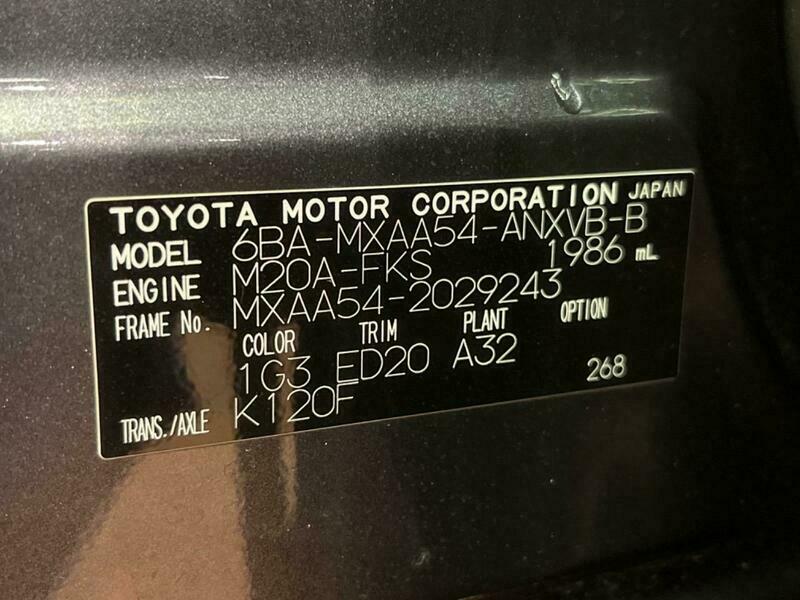 TOYOTA MOTOR CORPORATION JAPAN
MODEL 6BA-MXAA54-ANXVB-B
ENGINE M20A-FKS 1986 mL
FRAME No. MXAA54-2029243
COLOR TRIM PLANT OPTION
1G3 ED20 A32
268
TRANS./AXLE K120F